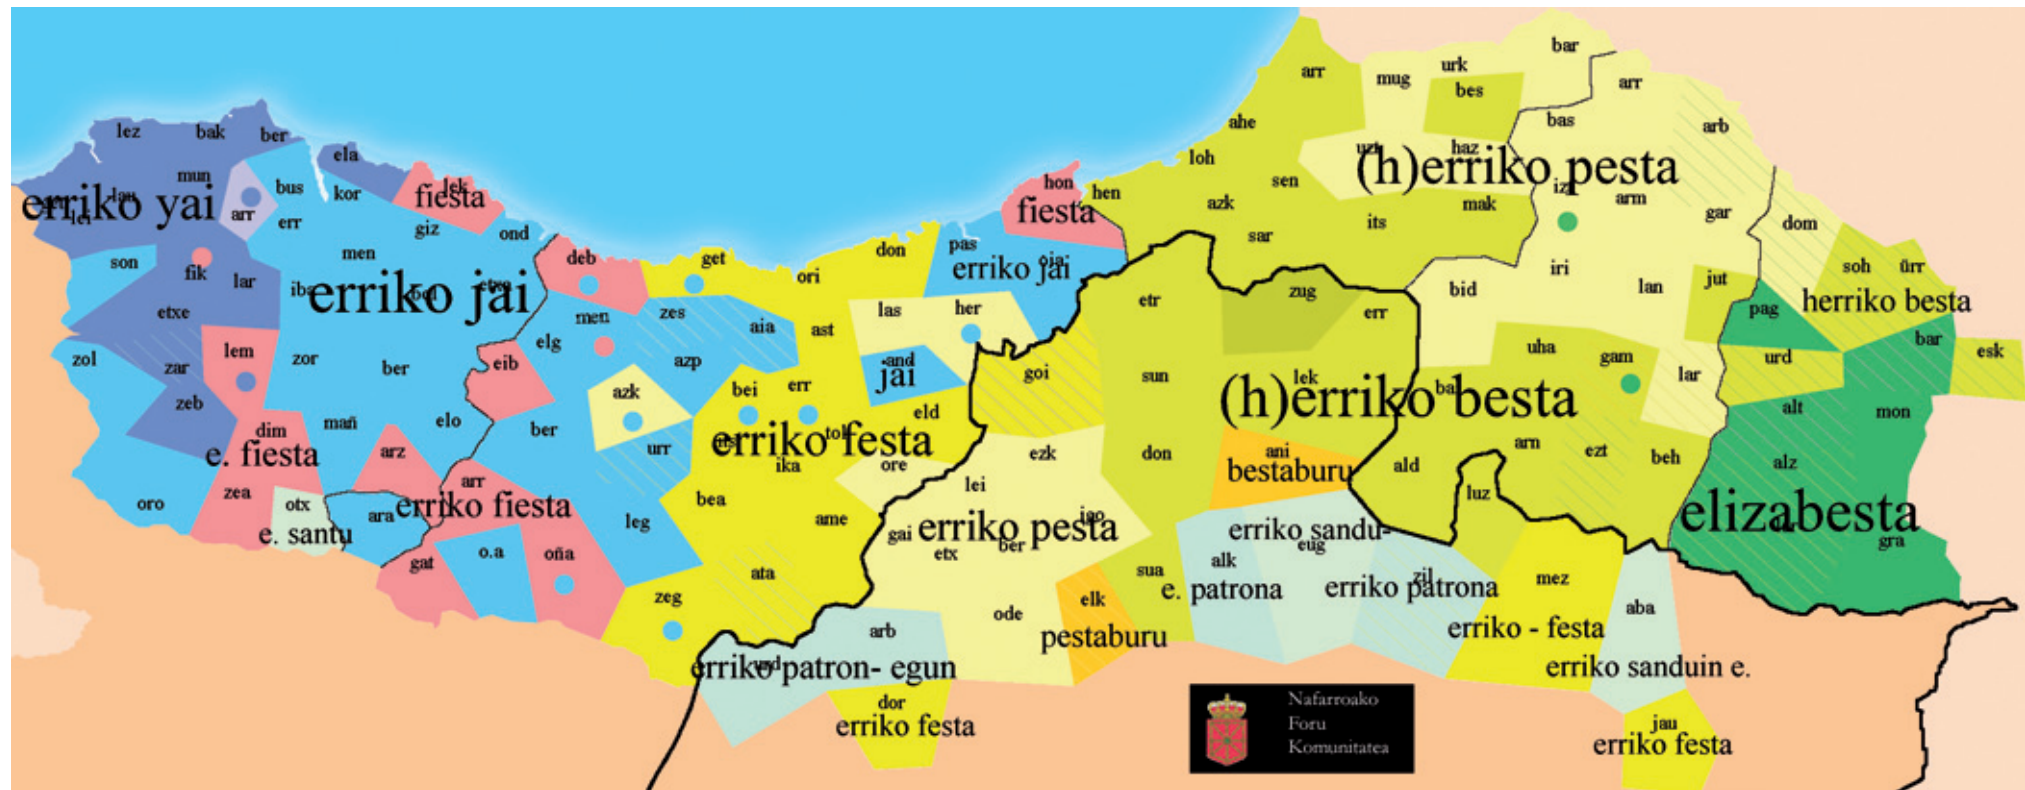 bar
urk
arr
mug
arr
bes
bas
arb
ahe
lez
bak
ber
ela
loh
haz
(h)erriko pesta
mun
bus
kor
lek
fiesta
hon
hen
sen
erriko yai
arr
err
giz
fiesta
azk
mak
arm
gar
ond
its
dom
men
sar
son
fik
lar
deb
get
don
pas
erriko jai
ori
iri
lan
jut
soh
ürr
bid
herriko besta
erriko jai
etxe
men
zes
aia
las
her
etr
zug
err
pag
zol
zar
lem
zor
ber
elg
eib
azp
ast
and
jai
goi
sun
lek
uha
gam
lar
urd
bar
esk
zeb
azk
bei
err
eld
(h)erriko besta
alt
mon
dim
e. fiesta
mañ
elo
arz
ber
urr
erriko festa
tol
ika
ore
ezk
don
ani
bestaburu
ald
arn
ezt
beh
alz
zea
oro
otx
e. santu
ara
arr
erriko fiesta
leg
bea
ame
lei
gai
erriko pesta
etx
ber
luz
elizabesta
gra
erriko sandu-
eug
gat
o.a
oña
ata
zeg
sua
alk
e. patrona
zil
erriko patrona
mez
elk
ode
pestaburu
aba
erriko - festa
arb
erriko patron- egun
erriko sanduin e.
dor
erriko festa
jau
erriko festa
Nafarroako
Foru
Komunitatea